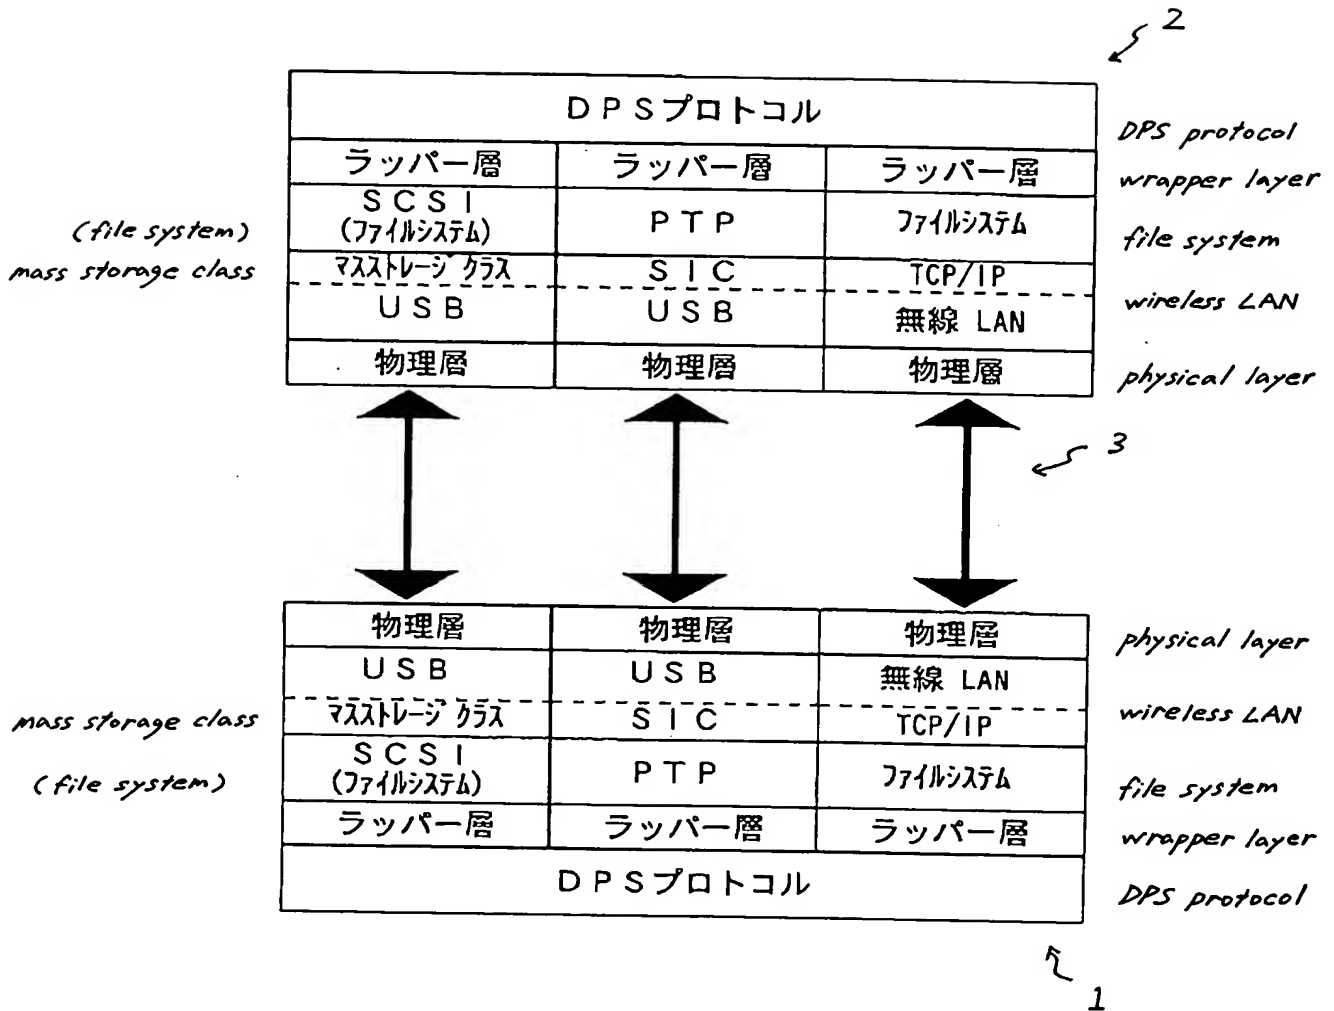 2
DPSプロトコル
DPS protocol
ラッパー層 ラッパー層 ラッパー層
wrapper layer
SCSI
(ファイルシステム)
PTP
ファイルシステム
(file system)
file system
mass storage class
マスストレージ クラス
SIC
TCP/IP
USB
USB
無線 LAN
wireless LAN
物理層 物理層 物理層
physical layer
3
物理層 物理層 物理層
physical layer
USB
USB
無線 LAN
mass storage class
マスストレージ クラス
SIC
TCP/IP
wireless LAN
(file system)
SCSI
(ファイルシステム)
PTP
ファイルシステム
file system
ラッパー層 ラッパー層 ラッパー層
wrapper layer
DPSプロトコル
DPS protocol
1